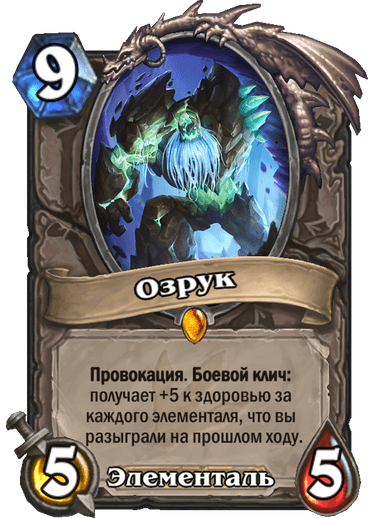 9
Озрук
Провокация. Боевой клич:
получает +5 к здоровью за
каждого элементаля, что вы
разыграли на прошлом ходу.
5
Элементаль
5